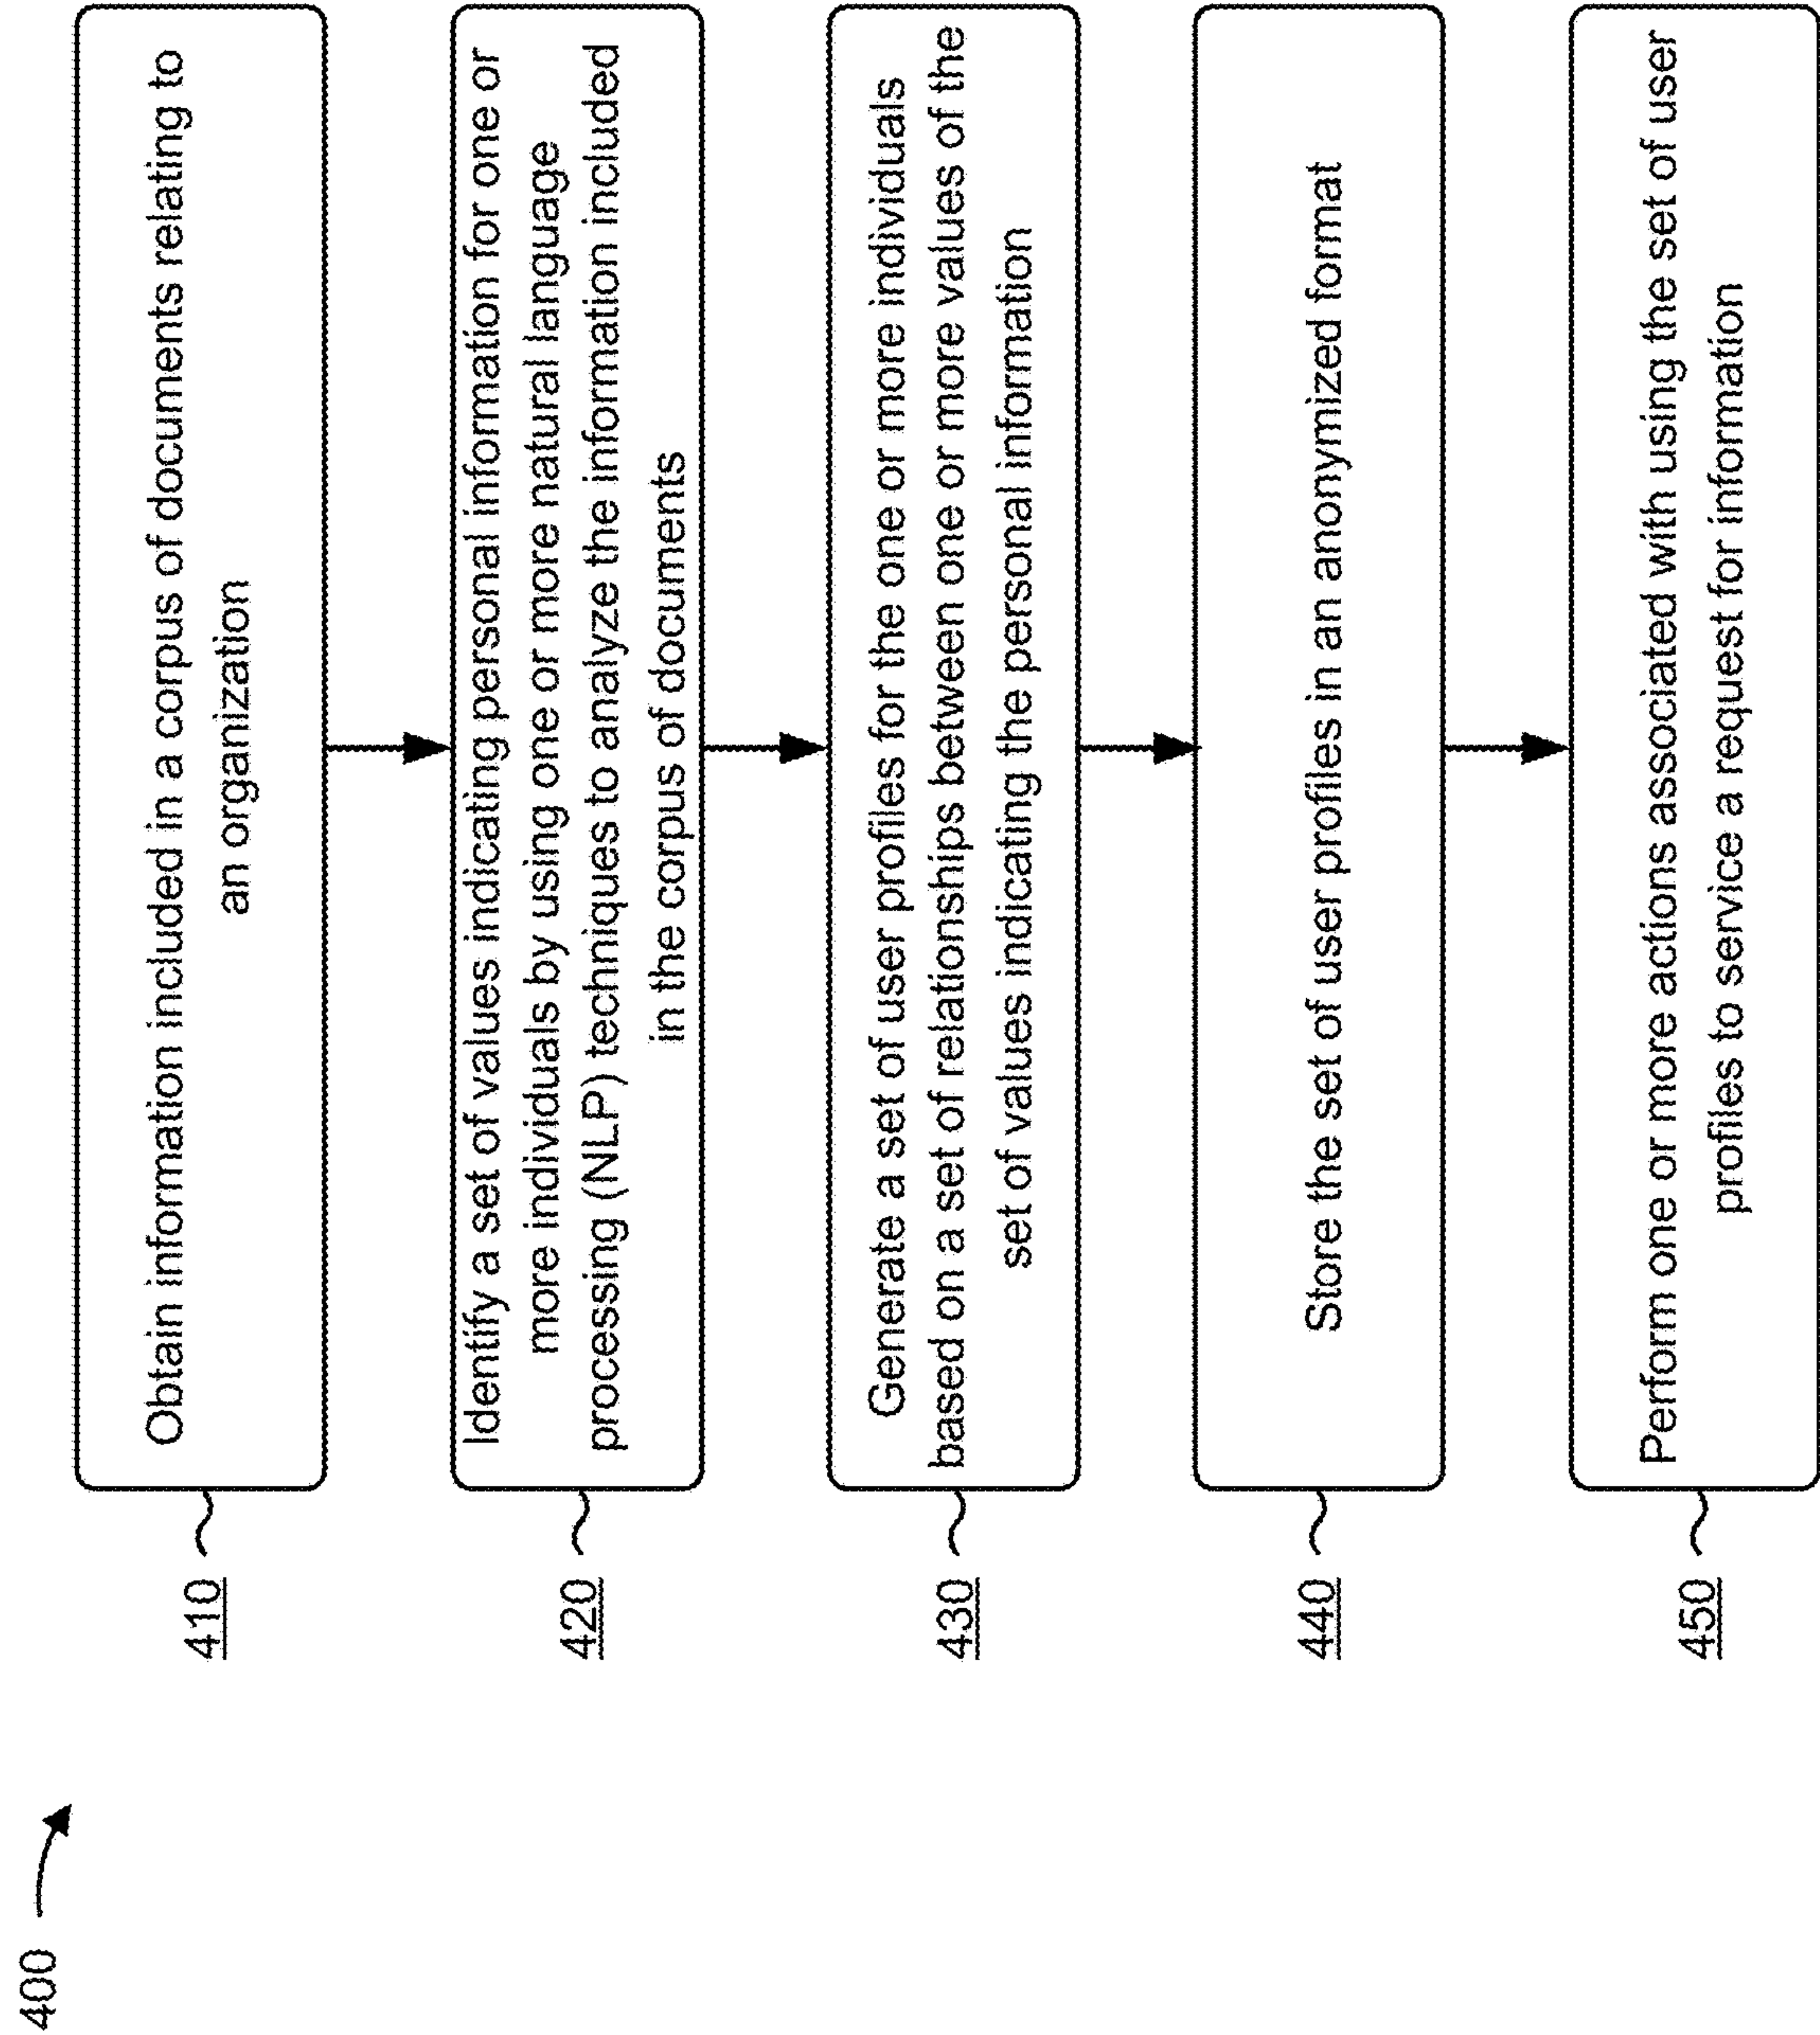 400
410
Obtain information included in a corpus of documents relating to
an organization
420
Identify a set of values indicating personal information for one or
more individuals by using one or more natural language
processing (NLP) techniques to analyze the information included
in the corpus of documents
430
Generate a set of user profiles for the one or more individuals
based on a set of relationships between one or more values of the
set of values indicating the personal information
440
Store the set of user profiles in an anonymized format
450
Perform one or more actions associated with using the set of user
profiles to service a request for information